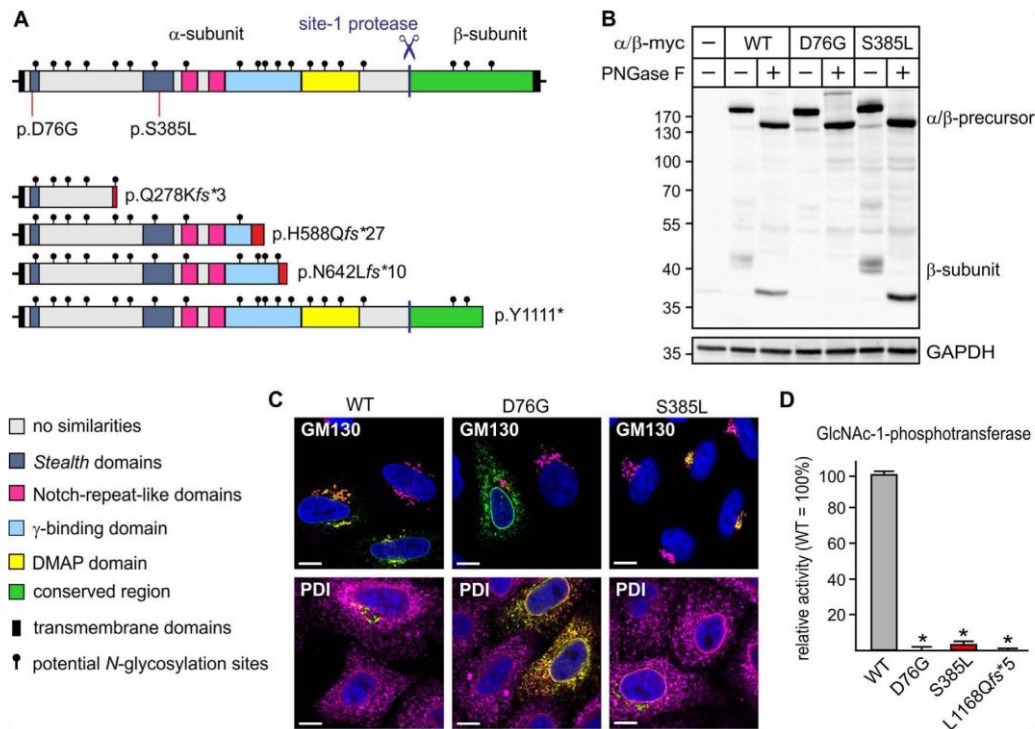 A
site-1 protease
α-subunit
β-subunit
p.D76G
p.S385L
p.Q278Kfs*3
p.H588Qfs*27
p.N642Lfs*10
p.Y1111*
no similarities
Stealth domains
Notch-repeat-like domains
γ-binding domain
DMAP domain
conserved region
transmembrane domains
potential N-glycosylation sites
B
α/β-myc – WT D76G S385L
PNGase F – – + – + – +
170
130
100
70
55
40
35
α/β-precursor
β-subunit
35
GAPDH
C
WT D76G S385L
GM130 GM130 GM130
PDI PDI PDI
D
GlcNAc-1-phosphotransferase
relative activity (WT = 100%)
100
80
60
40
20
* * *
WT D76G S385L L1168Qfs*5